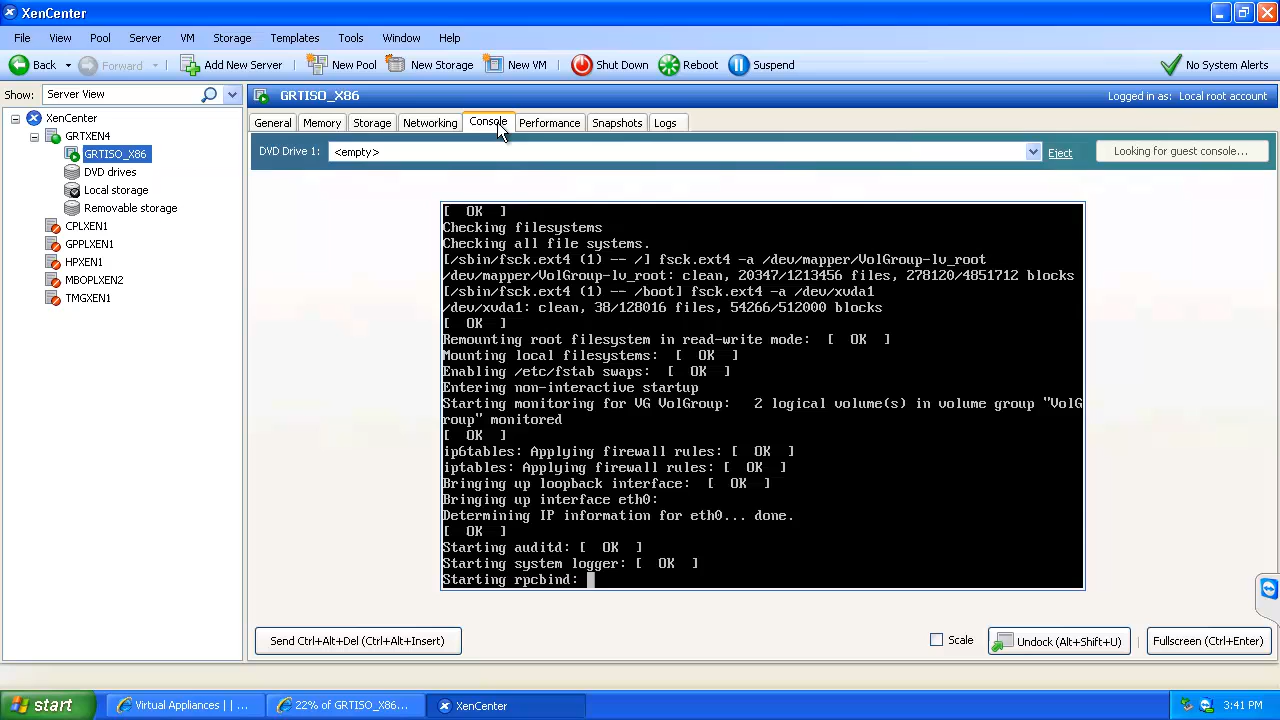 XenCenter
File View Pool Server VM Storage Templates Tools Window Help
Back Forward Add New Server New Pool New Storage New VM Shut Down Reboot Suspend No System Alerts
Show: Server View
XenCenter
GRTXEN4
GRTISO_X86
DVD drives
Local storage
Removable storage
CPLXEN1
GPPLXEN1
HPXEN1
MBOPLXEN2
TMGXEN1
GRTISO_X86 Logged in as: Local root account
General Memory Storage Networking Console Performance Snapshots Logs
DVD Drive 1: <empty> Eject Looking for guest console...
[  OK  ]
Checking filesystems
Checking all file systems.
[/sbin/fsck.ext4 (1) -- /] fsck.ext4 -a /dev/mapper/VolGroup-lv_root
/dev/mapper/VolGroup-lv_root: clean, 20347/1213456 files, 278120/4851712 blocks
[/sbin/fsck.ext4 (1) -- /boot] fsck.ext4 -a /dev/xvda1
/dev/xvda1: clean, 38/128016 files, 54266/512000 blocks
[  OK  ]
Remounting root filesystem in read-write mode:  [  OK  ]
Mounting local filesystems:  [  OK  ]
Enabling /etc/fstab swaps:  [  OK  ]
Entering non-interactive startup
Starting monitoring for VG VolGroup:   2 logical volume(s) in volume group "VolG
roup" monitored
[  OK  ]
ip6tables: Applying firewall rules: [  OK  ]
iptables: Applying firewall rules: [  OK  ]
Bringing up loopback interface:  [  OK  ]
Bringing up interface eth0:
Determining IP information for eth0... done.
[  OK  ]
Starting auditd: [  OK  ]
Starting system logger: [  OK  ]
Starting rpcbind:
Send Ctrl+Alt+Del (Ctrl+Alt+Insert) Scale Undock (Alt+Shift+U) Fullscreen (Ctrl+Enter)
start Virtual Appliances | ... 22% of GRTISO_X86... XenCenter 3:41 PM